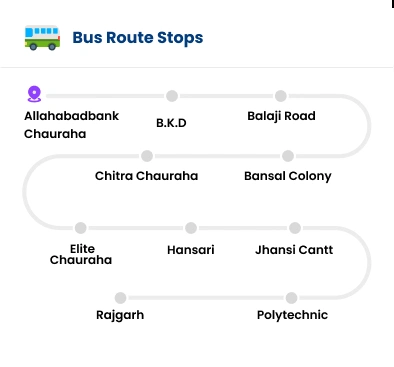 Bus Route Stops
Allahabadbank
Chauraha
B.K.D
Balaji Road
Chitra Chauraha
Bansal Colony
Elite
Chauraha
Hansari
Jhansi Cantt
Rajgarh
Polytechnic